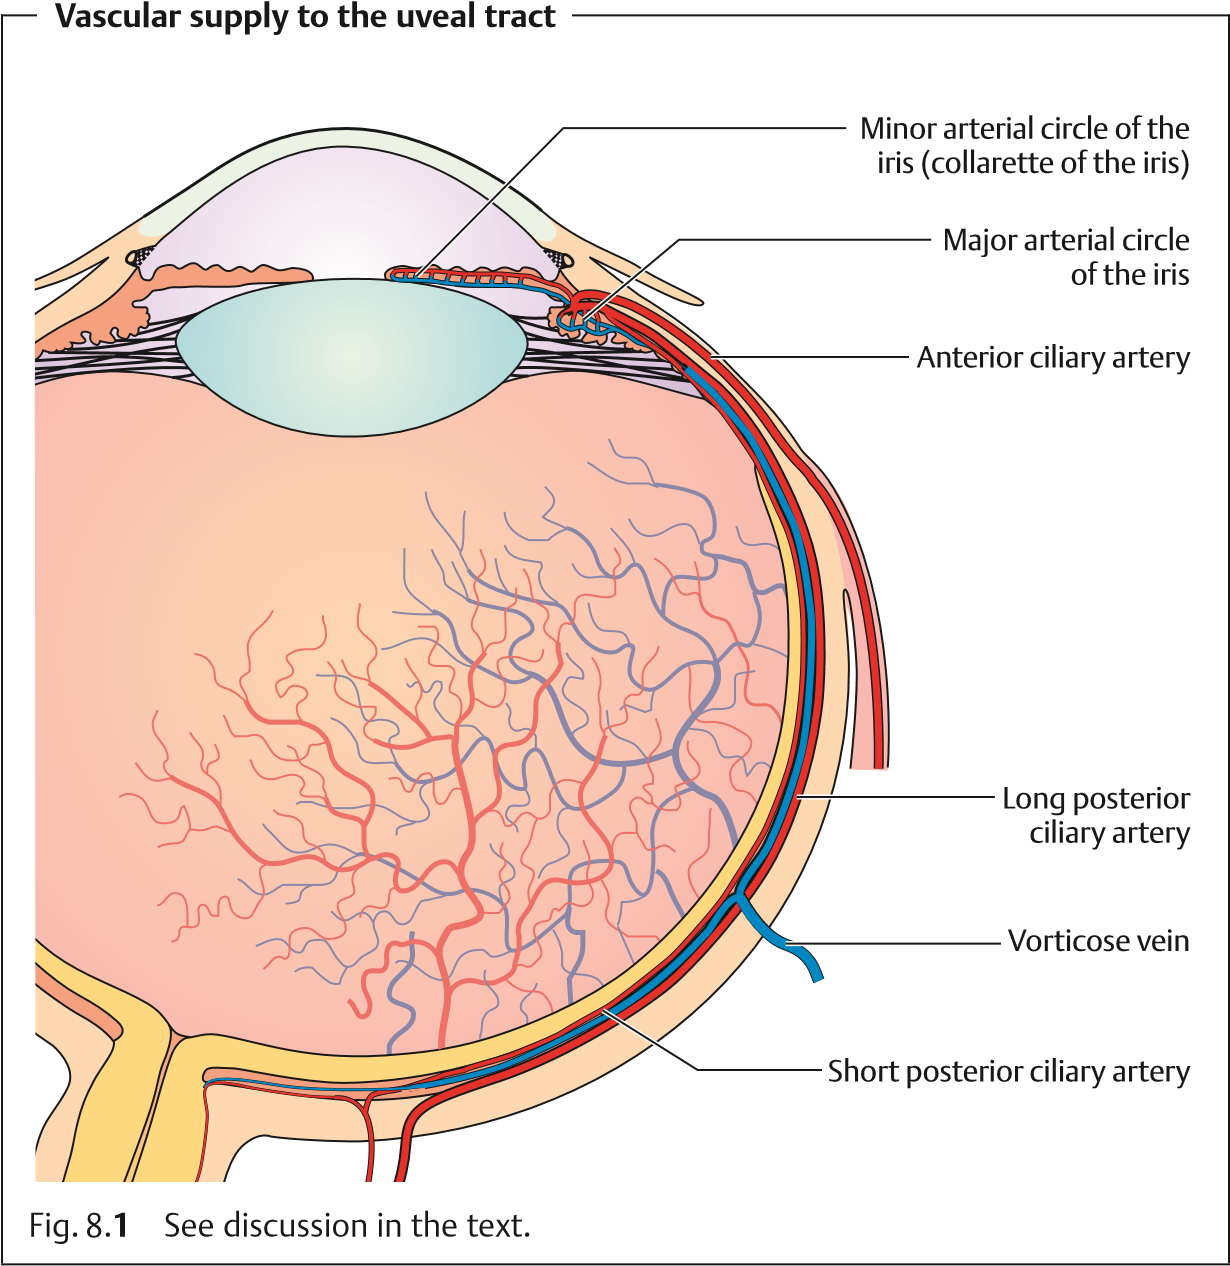 Vascular supply to the uveal tract
Minor arterial circle of the
iris (collarette of the iris)
Major arterial circle
of the iris
Anterior ciliary artery
Long posterior
ciliary artery
Vorticose vein
Short posterior ciliary artery
Fig. 8.1 See discussion in the text.